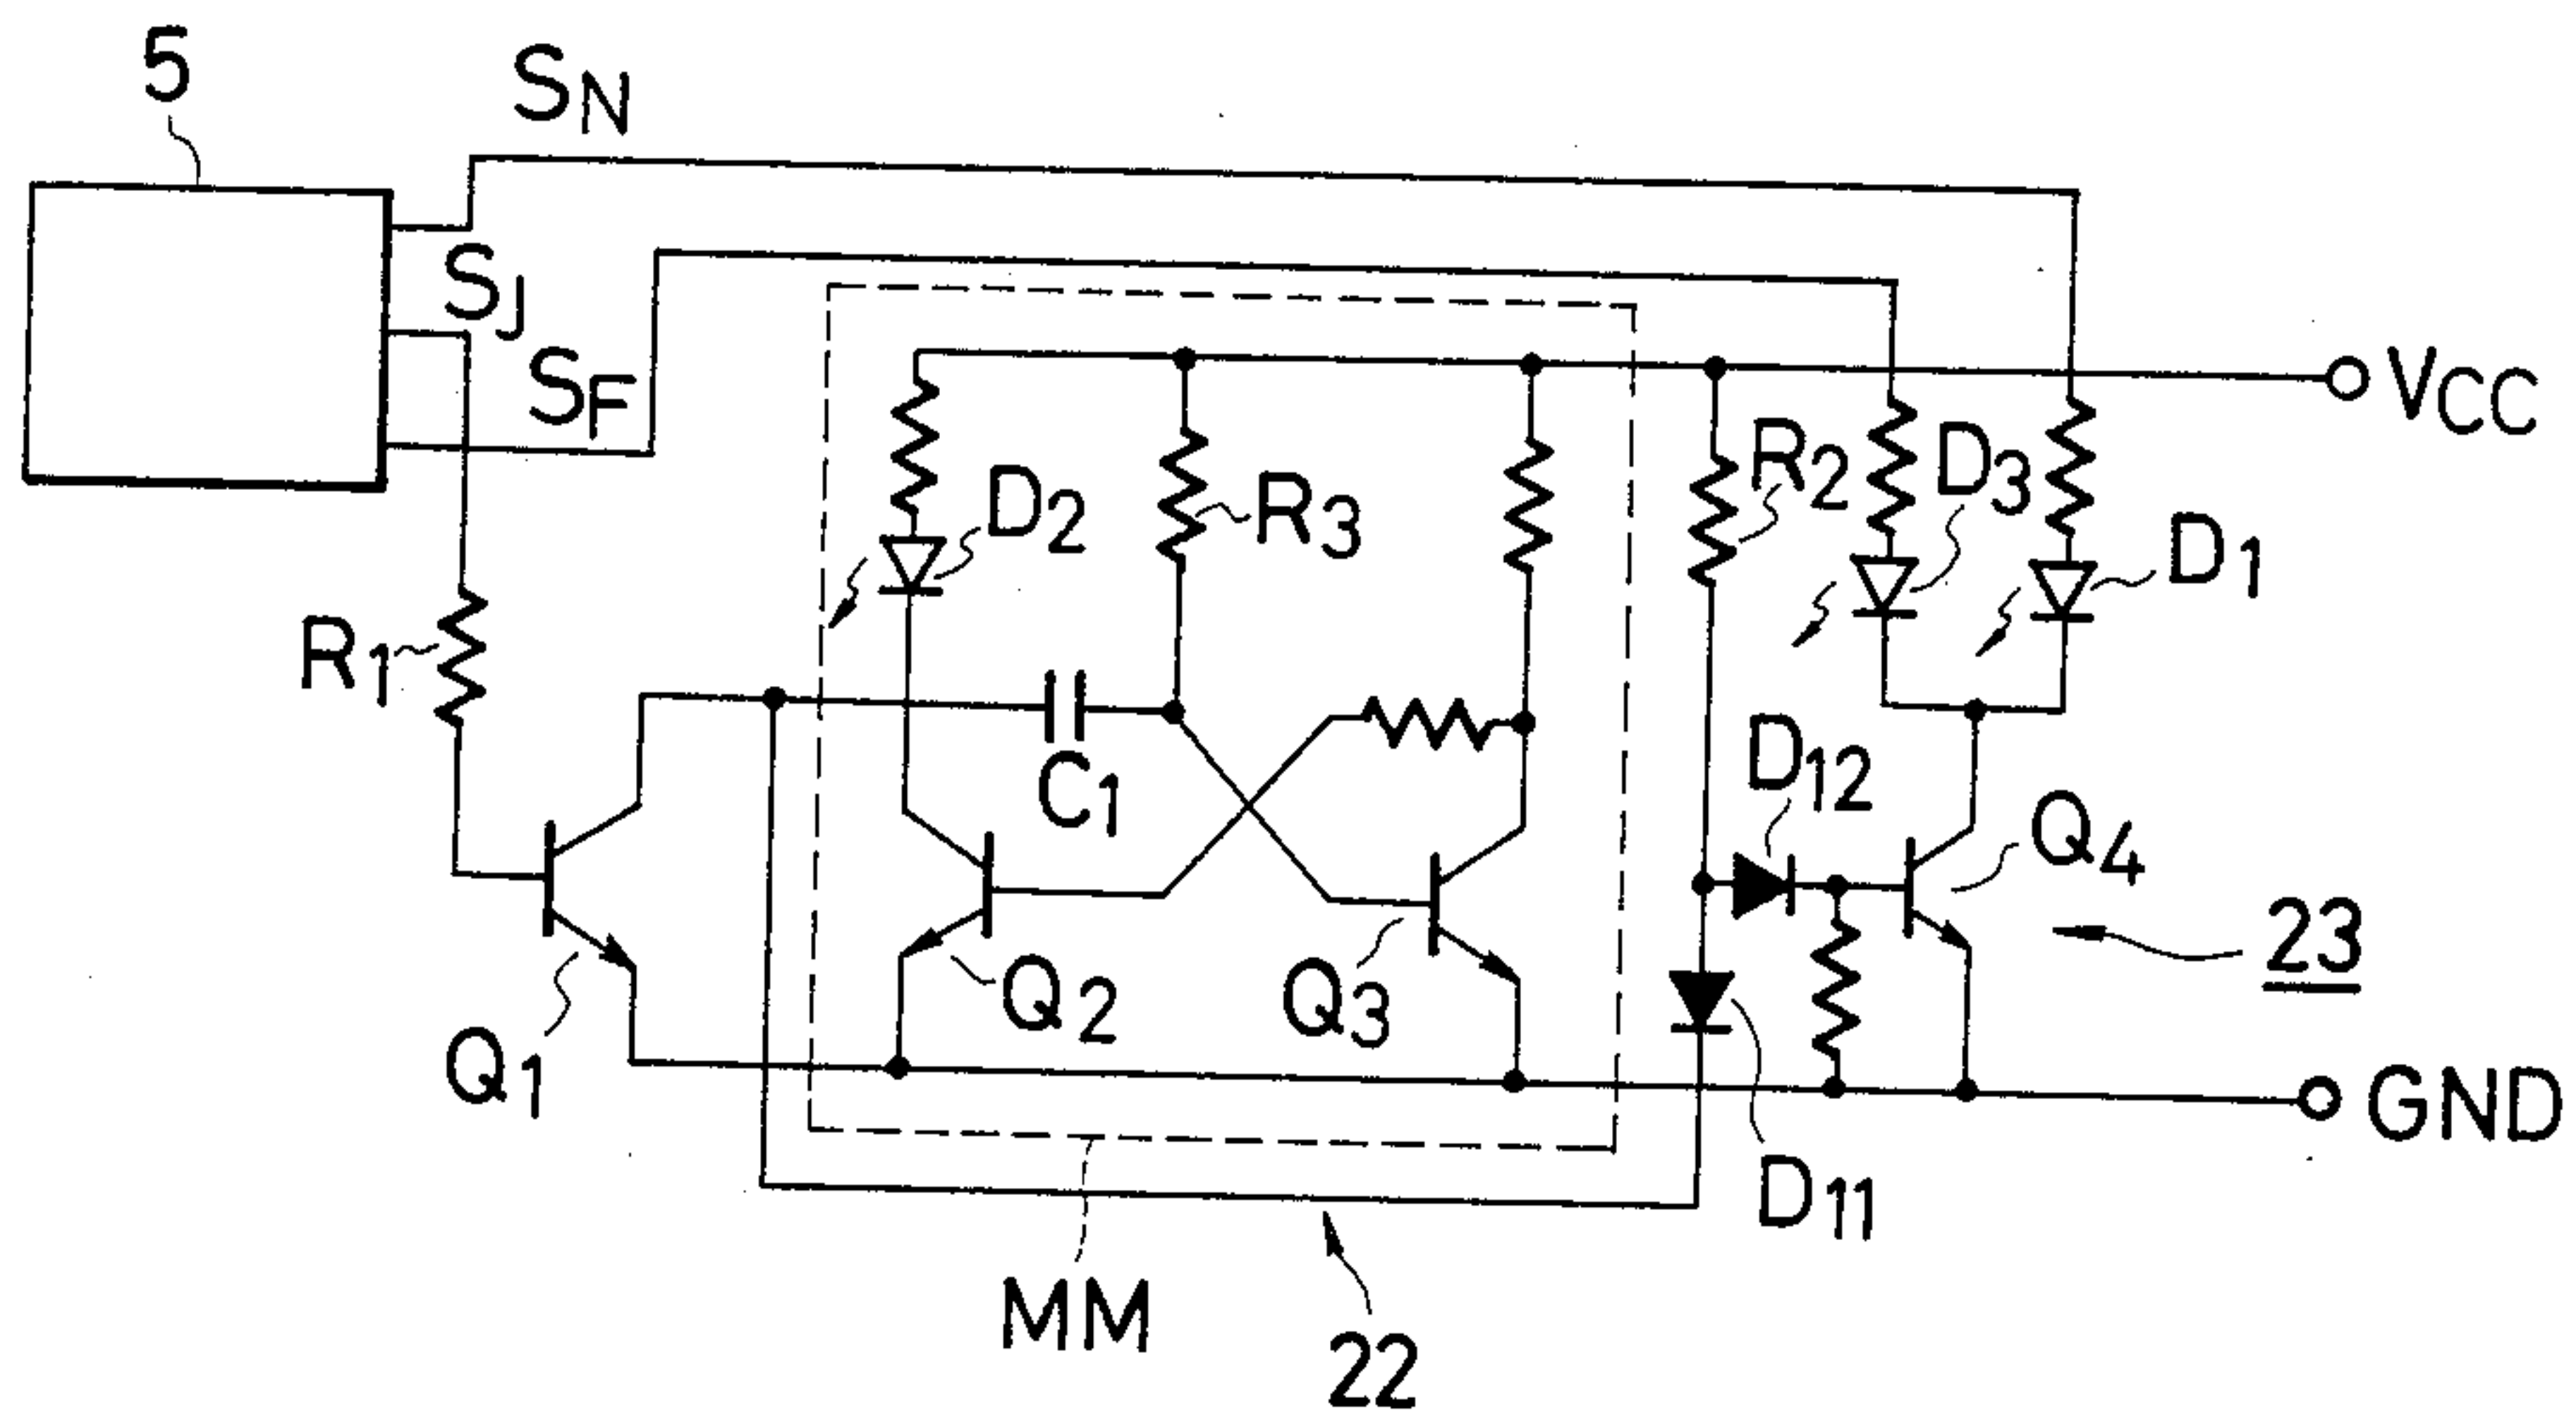 5
SN
SJ
SF
VCC
R1
D2
R3
R2
D3
D1
C1
D12
Q4
23
Q1
Q2
Q3
GND
D11
MM
22